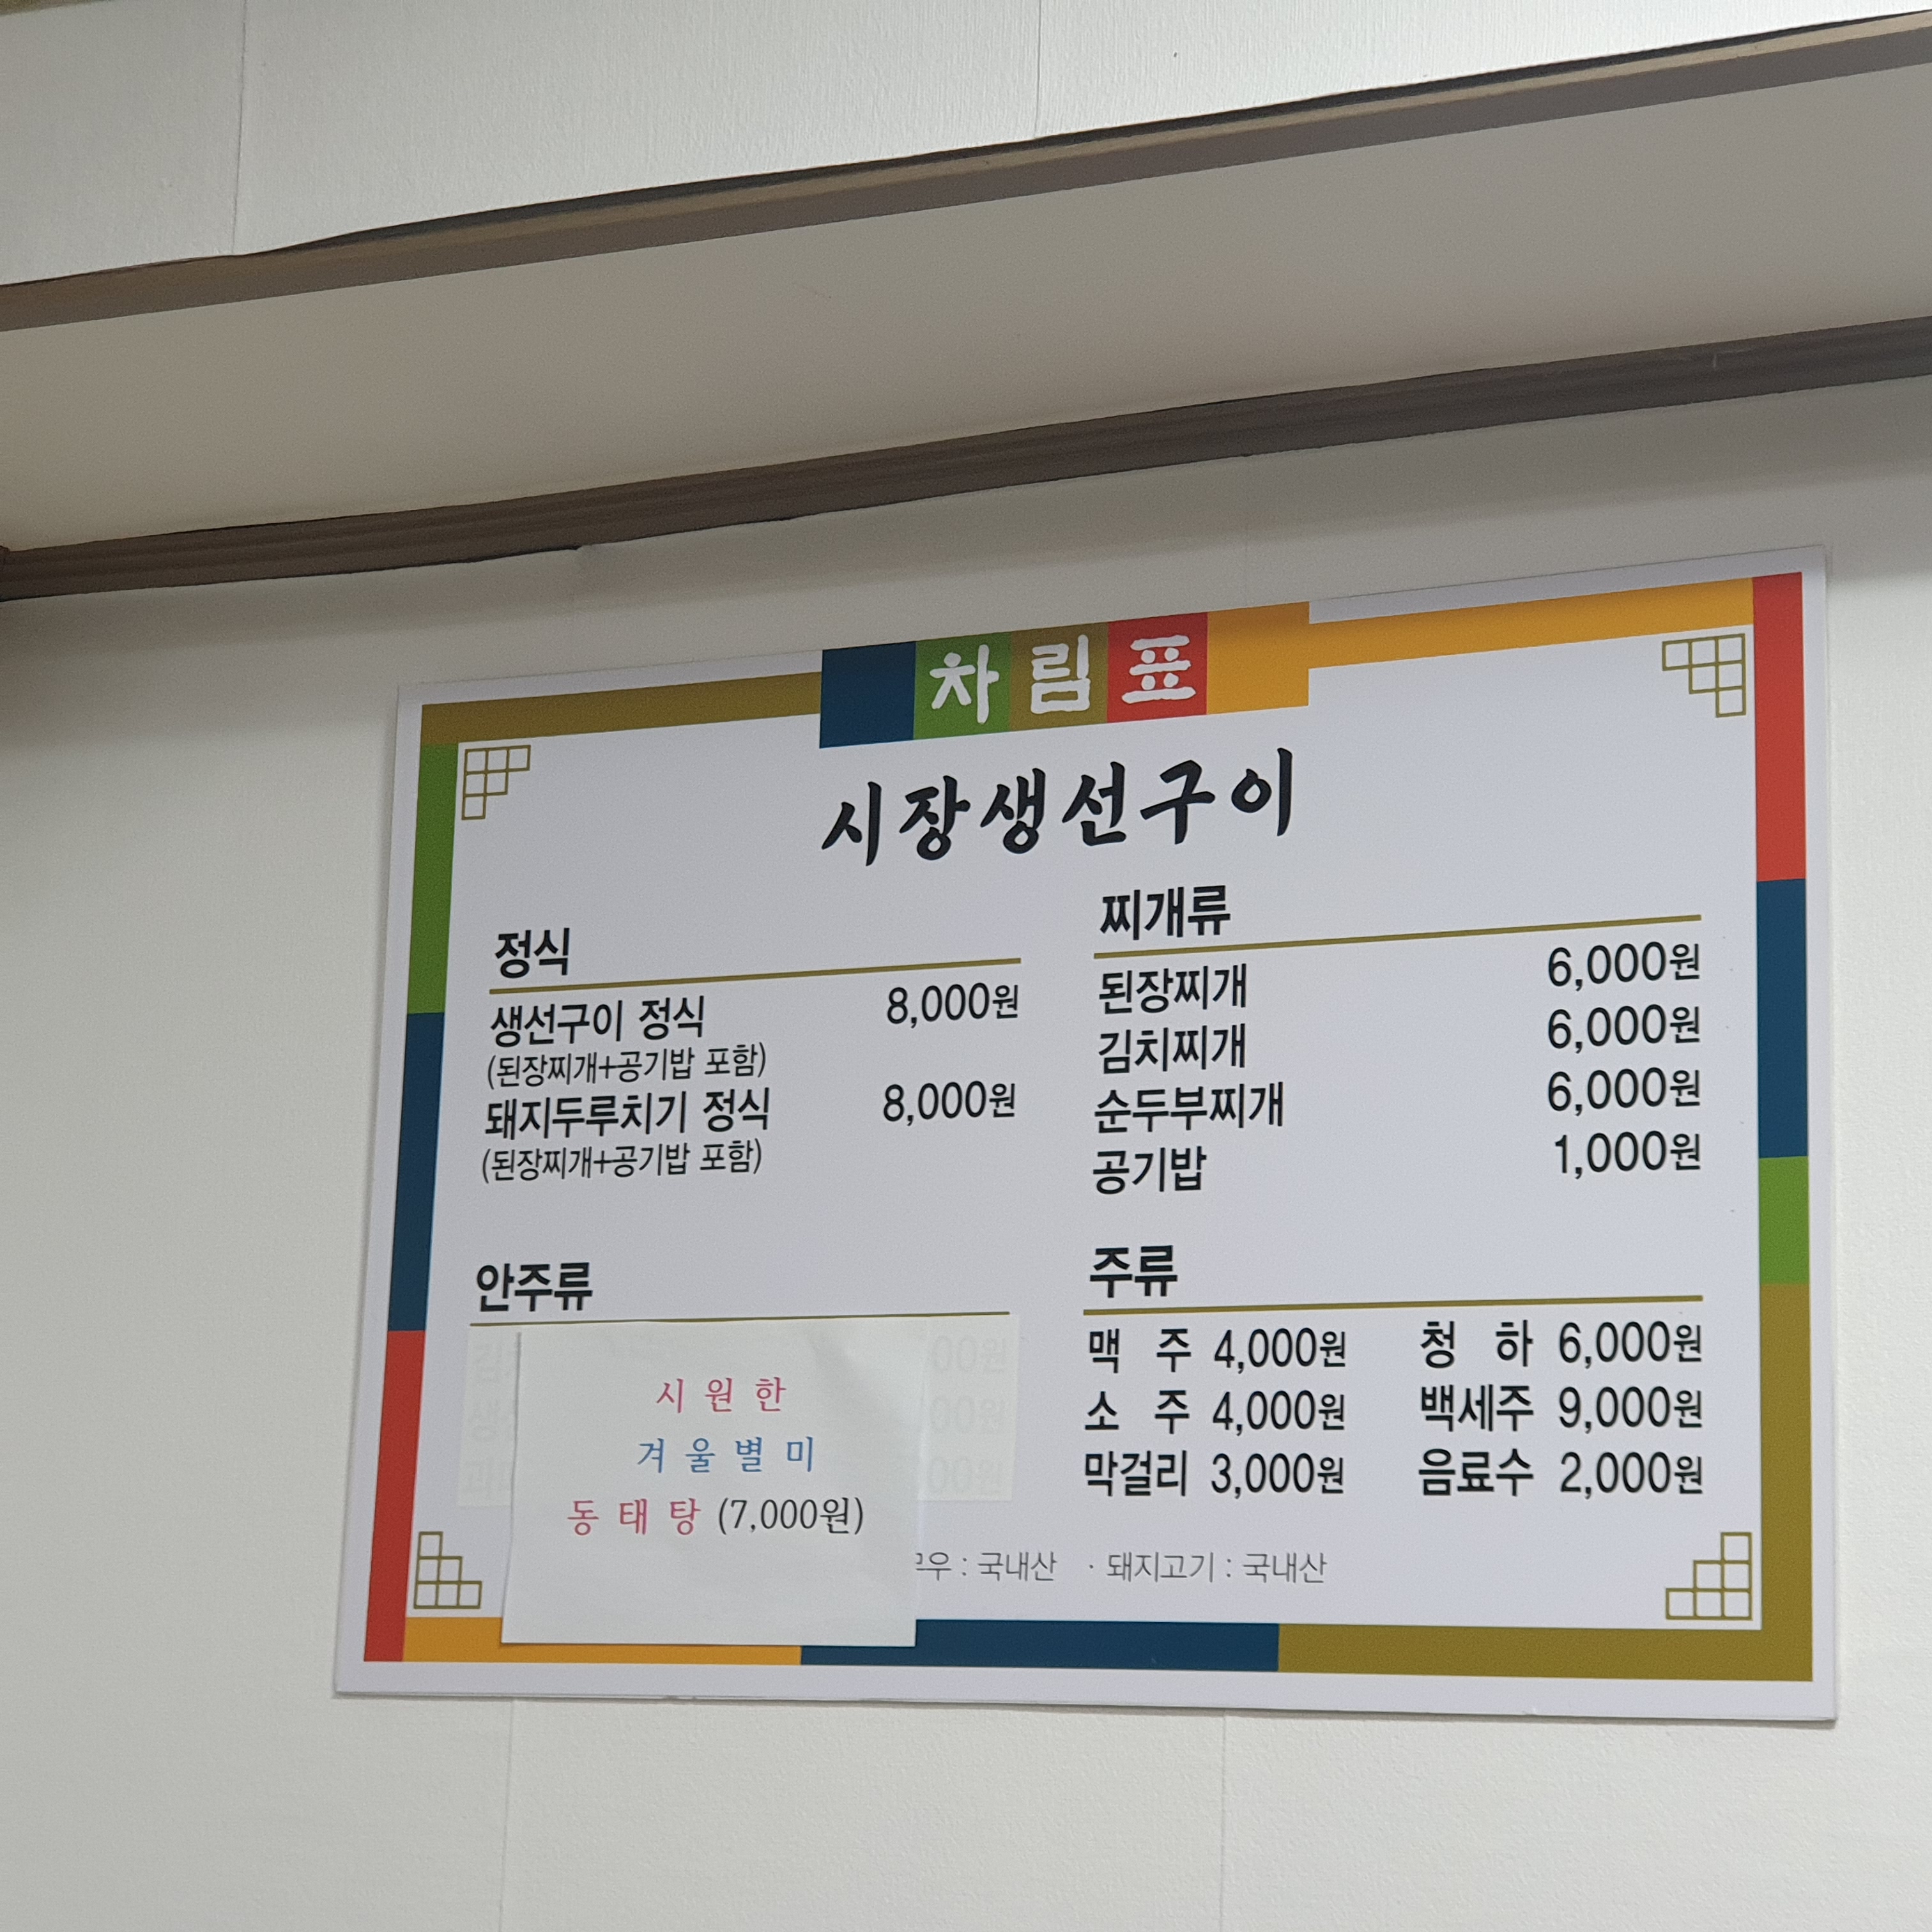 차림표
시장생선구이
정식
생선구이 정식 8,000원
(된장찌개+공기밥 포함)
돼지두루치기 정식 8,000원
(된장찌개+공기밥 포함)
찌개류
된장찌개 6,000원
김치찌개 6,000원
순두부찌개 6,000원
공기밥 1,000원
안주류
시원한
겨울별미
동태탕 (7,000원)
주류
맥 주 4,000원 청 하 6,000원
소 주 4,000원 백세주 9,000원
막걸리 3,000원 음료수 2,000원
: 국내산 · 돼지고기 : 국내산